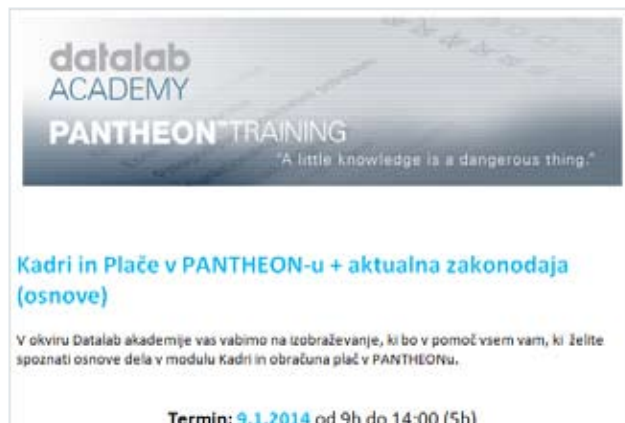 datalab
ACADEMY
PANTHEON™TRAINING
"A little knowledge is a dangerous thing."
Kadri in Plače v PANTHEON-u + aktualna zakonodaja
(osnove)
V okviru Datalab akademije vas vabimo na izobraževanje, ki bo v pomoč vsem vam, ki želite
spoznati osnove dela v modulu Kadri in obračuna plač v PANTHEONu.
Termin: 9.1.2014 od 9h do 14:00 (5h)